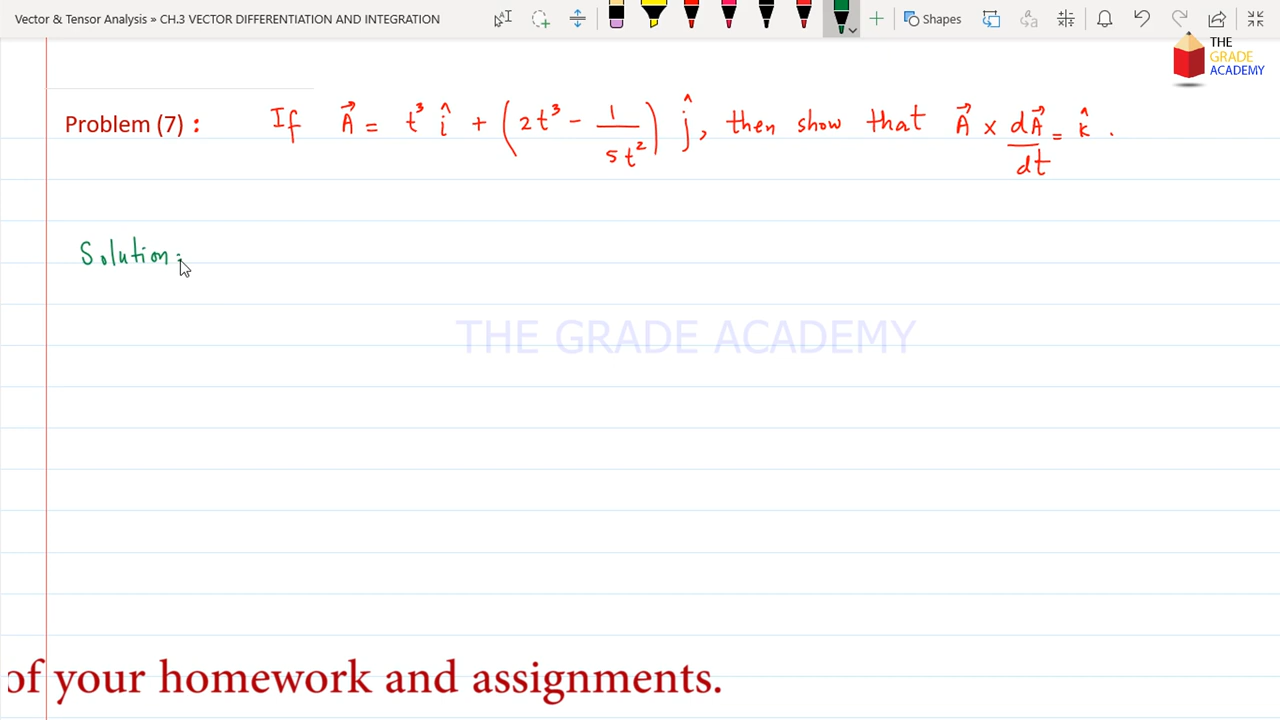 Vector & Tensor Analysis » CH.3 VECTOR DIFFERENTIATION AND INTEGRATION
Shapes
THE
GRADE
ACADEMY
Problem (7) : If A⃗ = t³ î + (2t³ - 1/5t²) ĵ, then show that A⃗ × dA⃗/dt = k̂ .
Solution:
THE GRADE ACADEMY
of your homework and assignments.